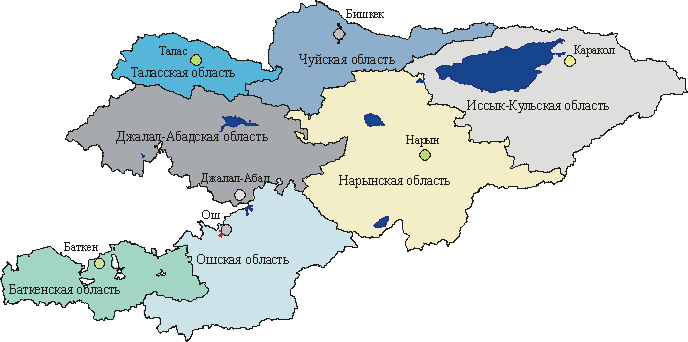 Бишкек
Талас
Каракол
Чуйская область
Таласская область
Иссык-Кульская область
Джалал-Абадская область
Нарын
Джалал-Абад
Нарынская область
Ош
Баткен
Ошская область
Баткенская область